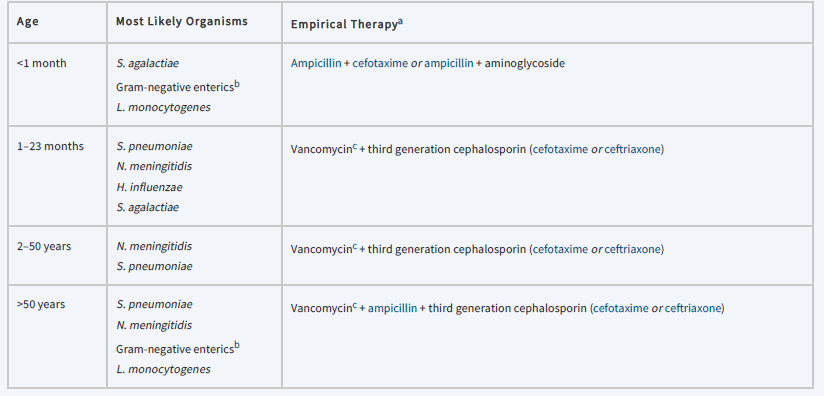 Age Most Likely Organisms Empirical Therapyᵃ
<1 month S. agalactiae Ampicillin + cefotaxime or ampicillin + aminoglycoside
Gram-negative entericsᵇ
L. monocytogenes
1–23 months S. pneumoniae Vancomycinᶜ + third generation cephalosporin (cefotaxime or ceftriaxone)
N. meningitidis
H. influenzae
S. agalactiae
2–50 years N. meningitidis Vancomycinᶜ + third generation cephalosporin (cefotaxime or ceftriaxone)
S. pneumoniae
>50 years S. pneumoniae Vancomycinᶜ + ampicillin + third generation cephalosporin (cefotaxime or ceftriaxone)
N. meningitidis
Gram-negative entericsᵇ
L. monocytogenes